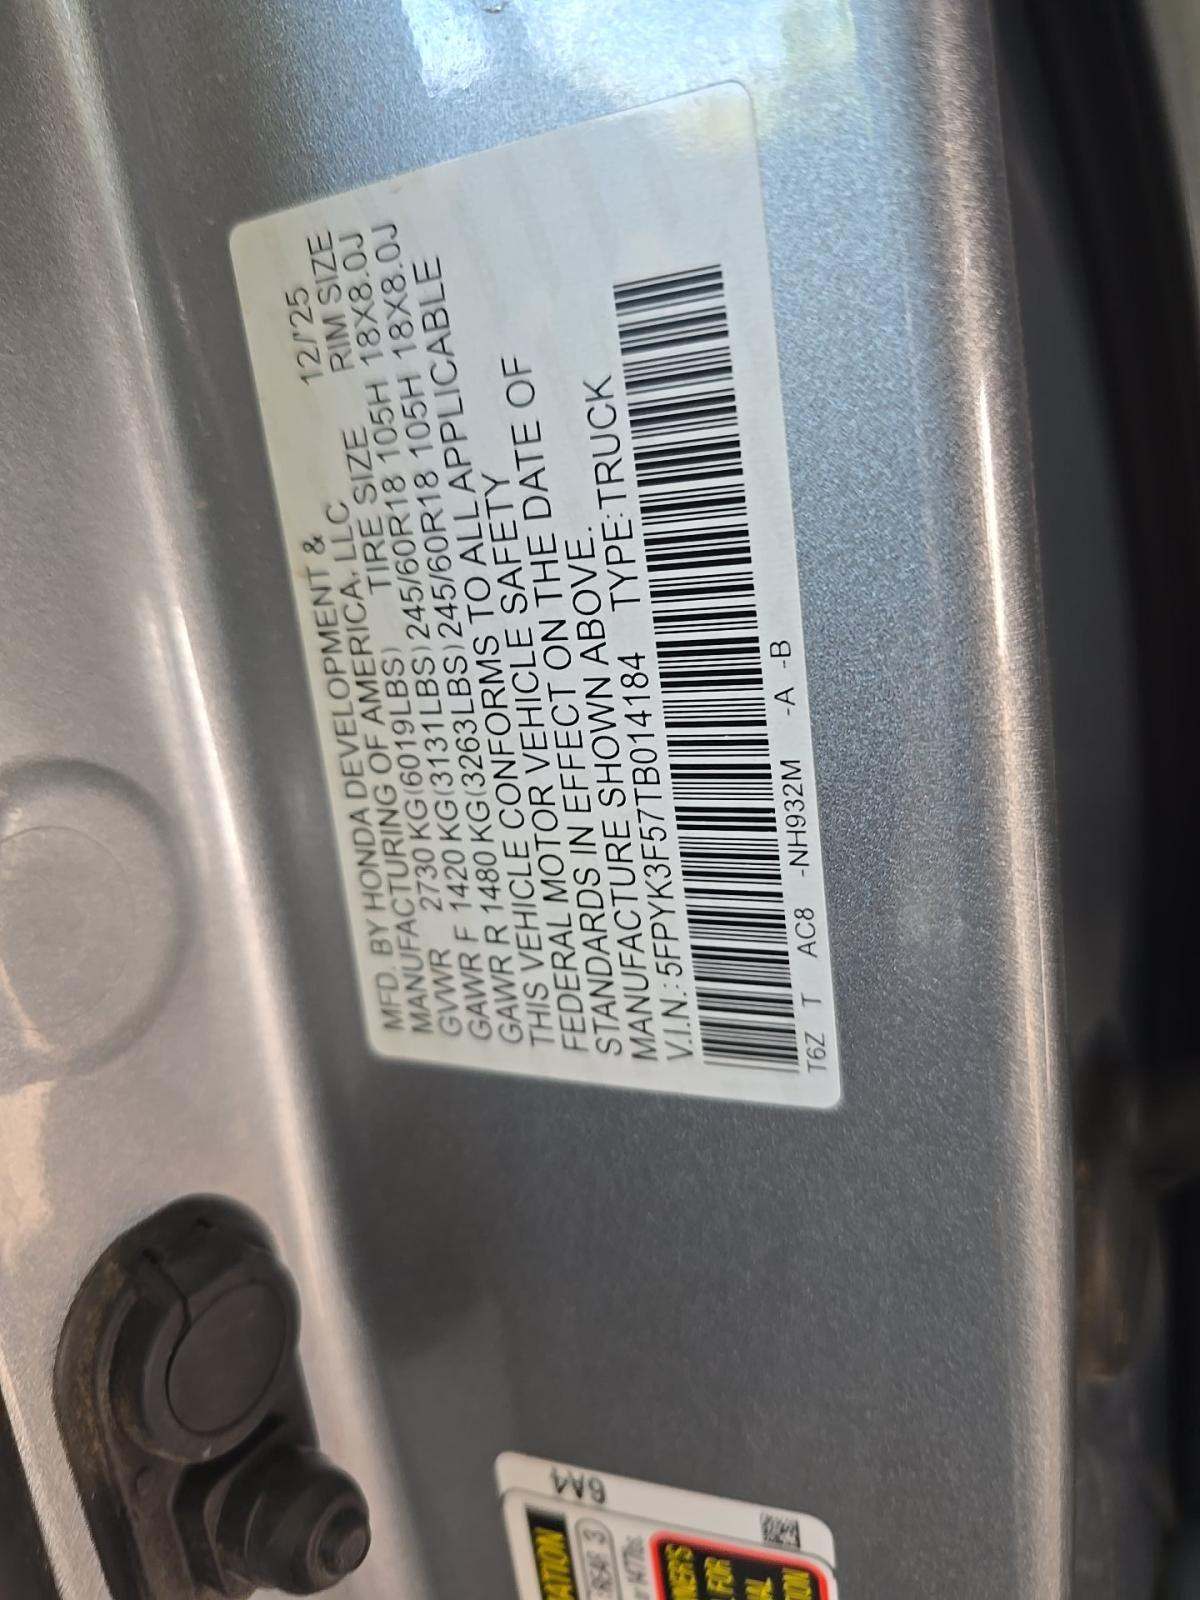 12/'25
MFD. BY HONDA DEVELOPMENT &
MANUFACTURING OF AMERICA, LLC RIM SIZE
GVWR 2730 KG(6019LBS) TIRE SIZE 18X8.0J
GAWR F 1420 KG(3131LBS) 245/60R18 105H 18X8.0J
GAWR R 1480 KG(3263LBS) 245/60R18 105H
THIS VEHICLE CONFORMS TO ALL APPLICABLE
FEDERAL MOTOR VEHICLE SAFETY
STANDARDS IN EFFECT ON THE DATE OF
MANUFACTURE SHOWN ABOVE.
V.I.N.: 5FPYK3F57TB014184 TYPE:TRUCK
T6Z T AC8 -NH932M -A -B
6A4
3